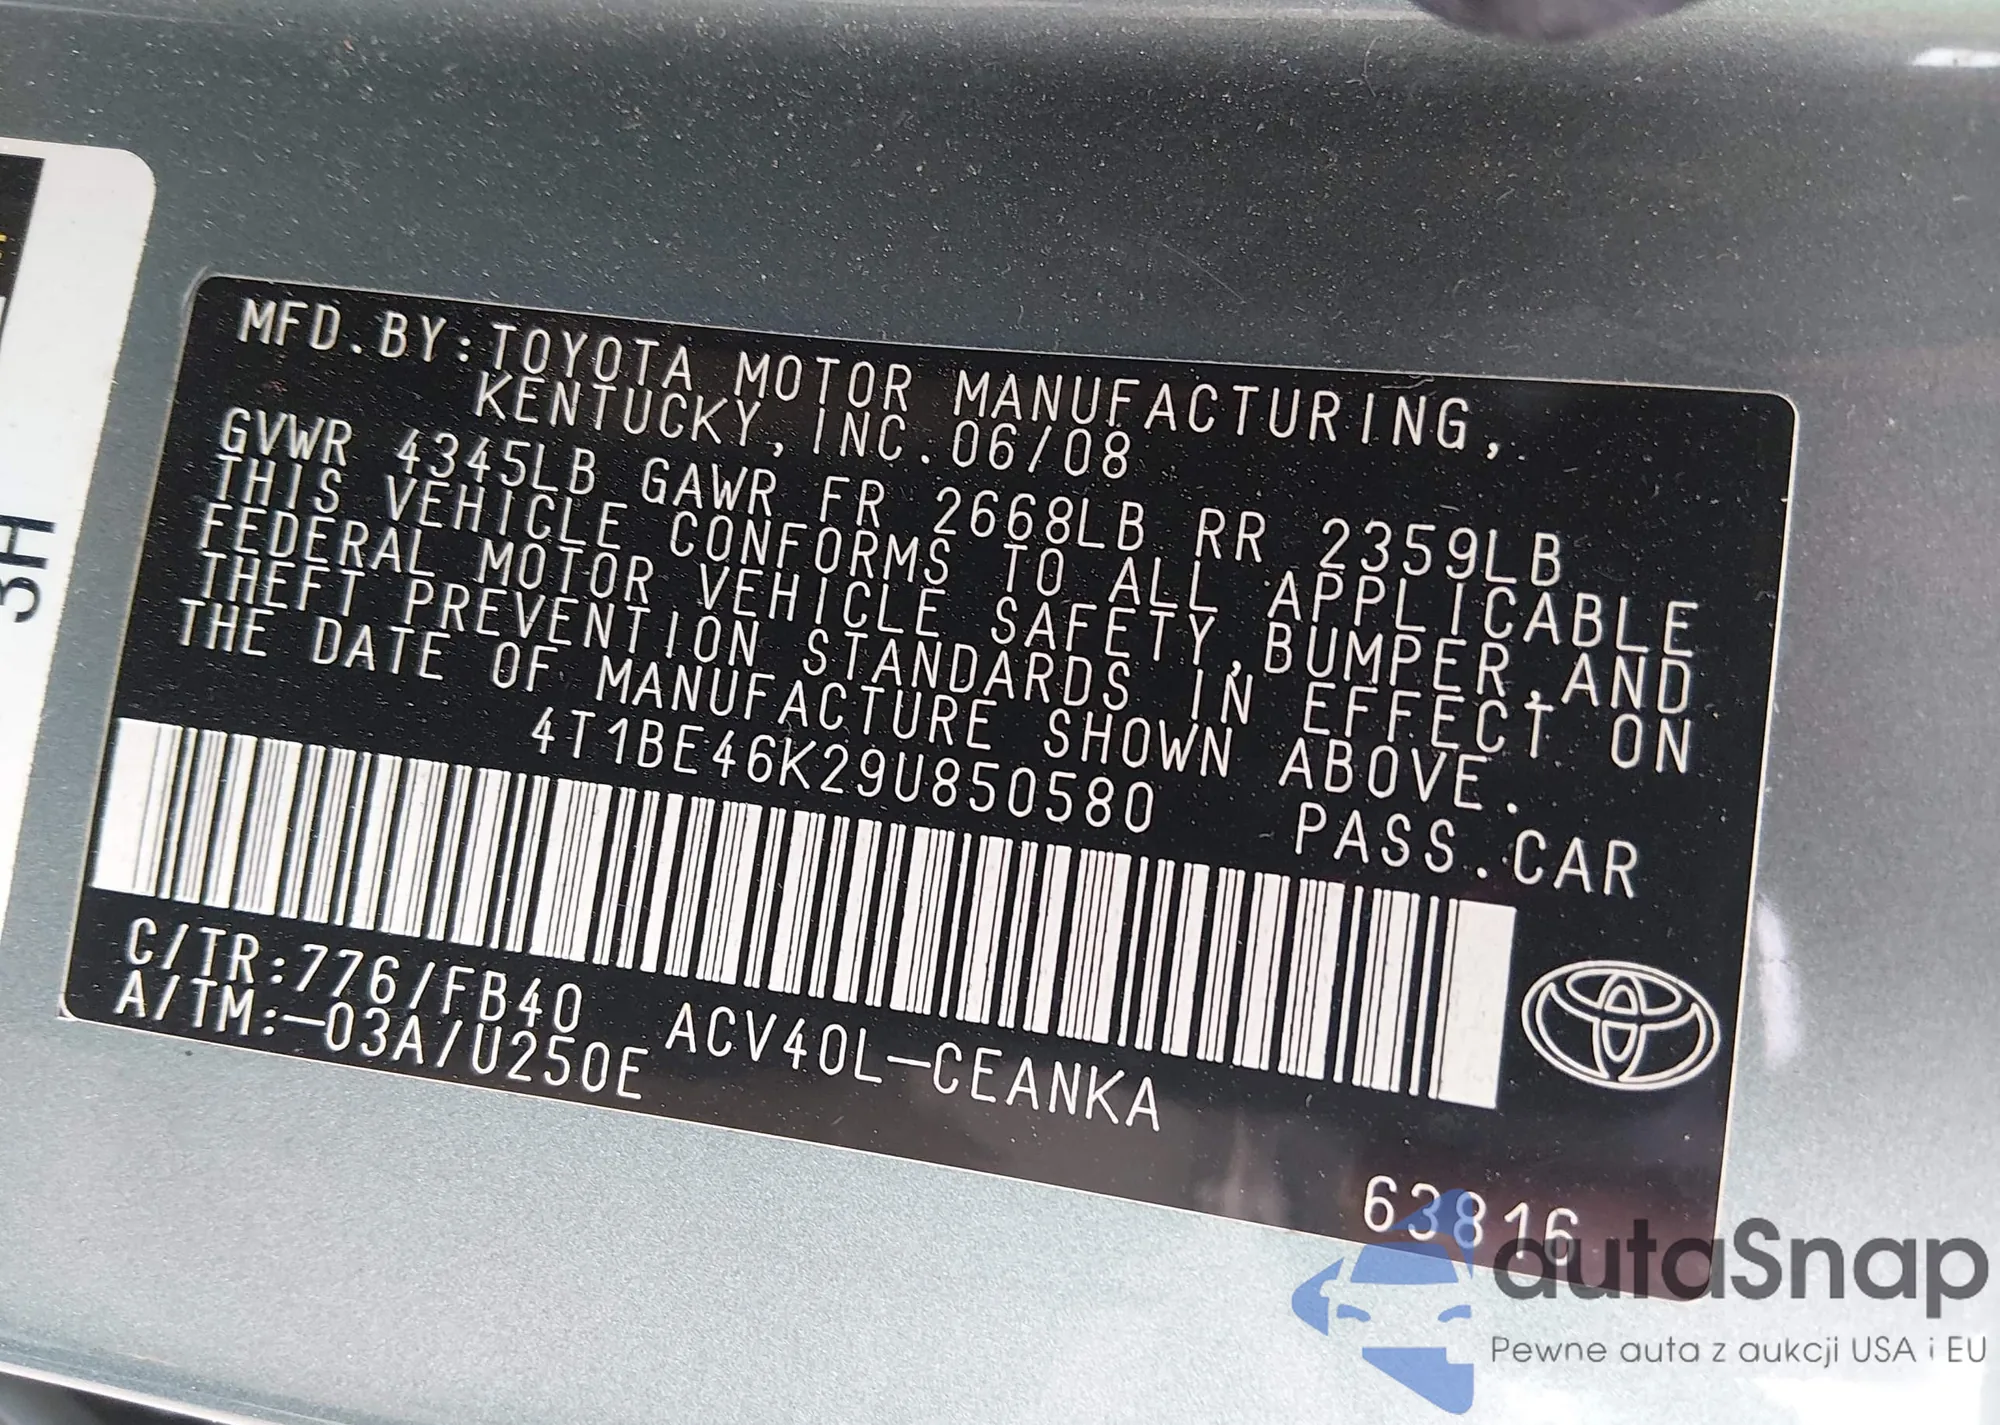 MFD.BY:TOYOTA MOTOR MANUFACTURING,
KENTUCKY, INC.06/08
GVWR 4345LB GAWR FR 2668LB RR 2359LB
THIS VEHICLE CONFORMS TO ALL APPLICABLE
FEDERAL MOTOR VEHICLE SAFETY,BUMPER,AND
THEFT PREVENTION STANDARDS IN EFFECT ON
THE DATE OF MANUFACTURE SHOWN ABOVE.
4T1BE46K29U850580 PASS.CAR
C/TR:776/FB40 ACV40L-CEANKA
A/TM:-03A/U250E
63816
3H
autaSnap
Pewne auta z aukcji USA i EU